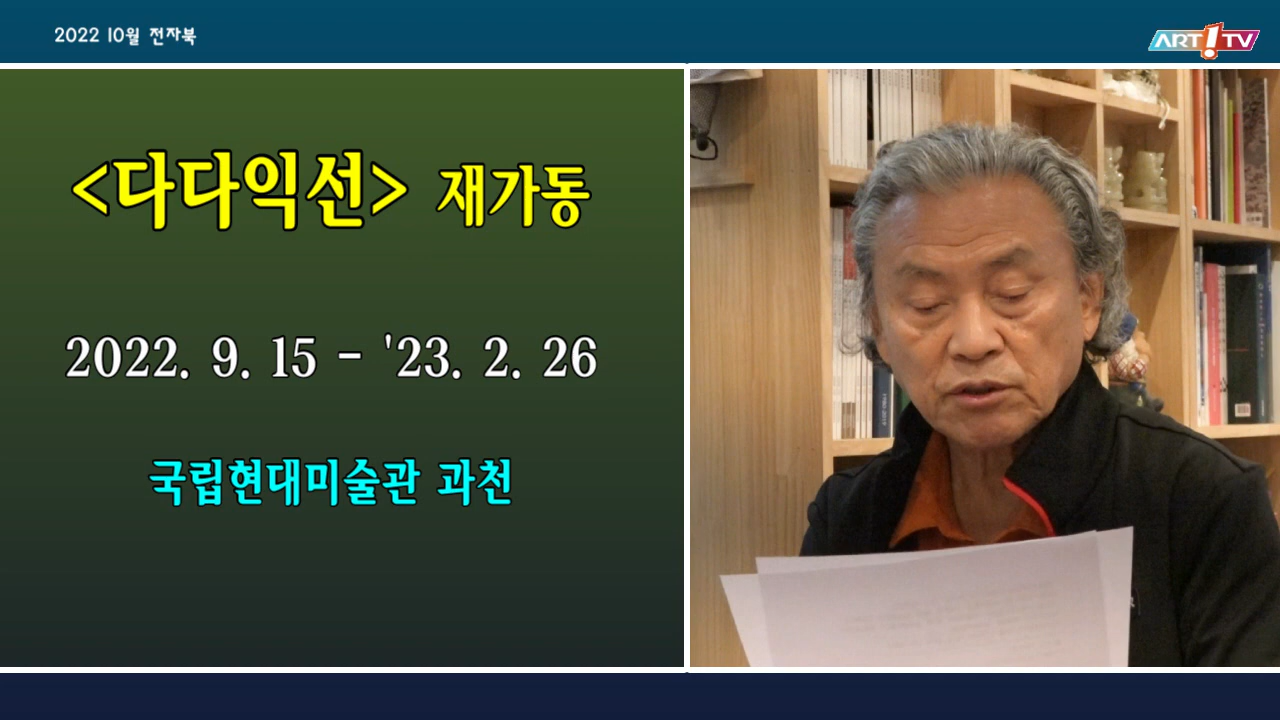 2022 10월 전자북
ART!TV
<다다익선> 재가동
2022. 9. 15 - '23. 2. 26
국립현대미술관 과천